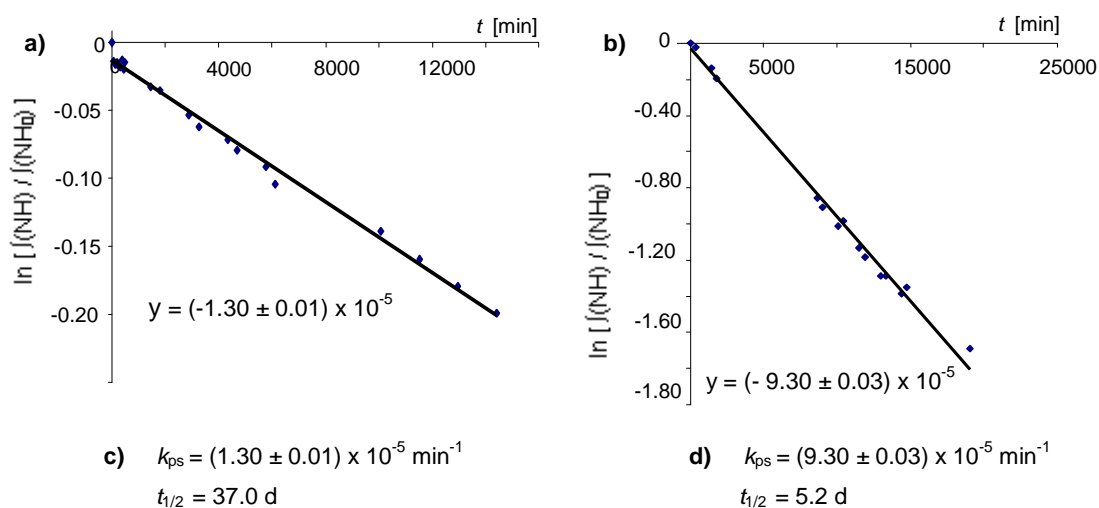 a)
t [min]
0
0
4000
8000
12000
-0.05
-0.10
-0.15
-0.20
ln [ ∫(NH) / ∫(NH▯) ]
y = (-1.30 ± 0.01) x 10⁻⁵
b)
t [min]
0
5000
15000
25000
-0.40
-0.80
-1.20
-1.60
-1.80
ln [ ∫(NH) / ∫(NH▯) ]
y = (- 9.30 ± 0.03) x 10⁻⁵
c) kps = (1.30 ± 0.01) x 10⁻⁵ min⁻¹
t1/2 = 37.0 d
d) kps = (9.30 ± 0.03) x 10⁻⁵ min⁻¹
t1/2 = 5.2 d